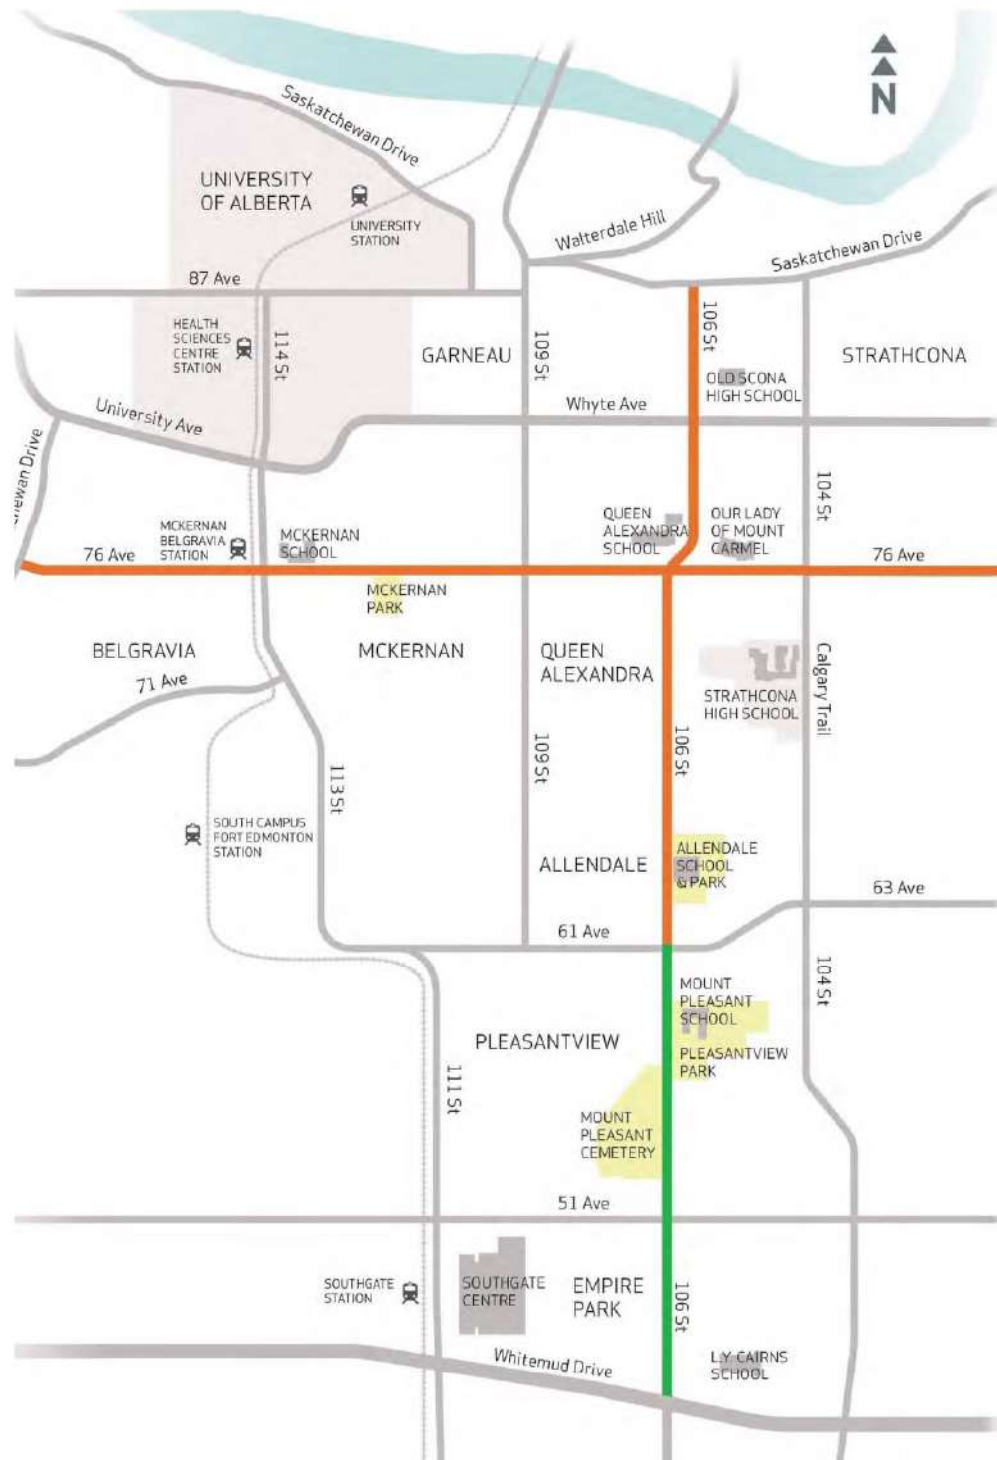 N
Saskatchewan Drive
UNIVERSITY
OF ALBERTA
UNIVERSITY
STATION
Walterdale Hill
Saskatchewan Drive
87 Ave
HEALTH
SCIENCES
CENTRE
STATION
114 St
GARNEAU
109 St
106 St
STRATHCONA
OLD SCONA
HIGH SCHOOL
University Ave
Whyte Ave
chewan Drive
104 St
MCKERNAN
BELGRAVIA
STATION
MCKERNAN
SCHOOL
QUEEN
ALEXANDRA
SCHOOL
OUR LADY
OF MOUNT
CARMEL
76 Ave
76 Ave
MCKERNAN
PARK
BELGRAVIA
MCKERNAN
QUEEN
ALEXANDRA
71 Ave
STRATHCONA
HIGH SCHOOL
Calgary Trail
113 St
109 St
106 St
SOUTH CAMPUS
FORT EDMONTON
STATION
ALLENDALE
ALLENDALE
SCHOOL
& PARK
63 Ave
61 Ave
104 St
MOUNT
PLEASANT
SCHOOL
PLEASANTVIEW
PLEASANTVIEW
PARK
111 St
MOUNT
PLEASANT
CEMETERY
51 Ave
SOUTHGATE
STATION
SOUTHGATE
CENTRE
EMPIRE
PARK
106 St
Whitemud Drive
L.Y CAIRNS
SCHOOL